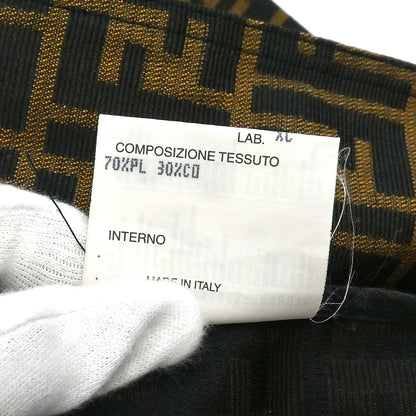 LAB. XC
COMPOSIZIONE TESSUTO
70%PL 30%CO
INTERNO
MADE IN ITALY